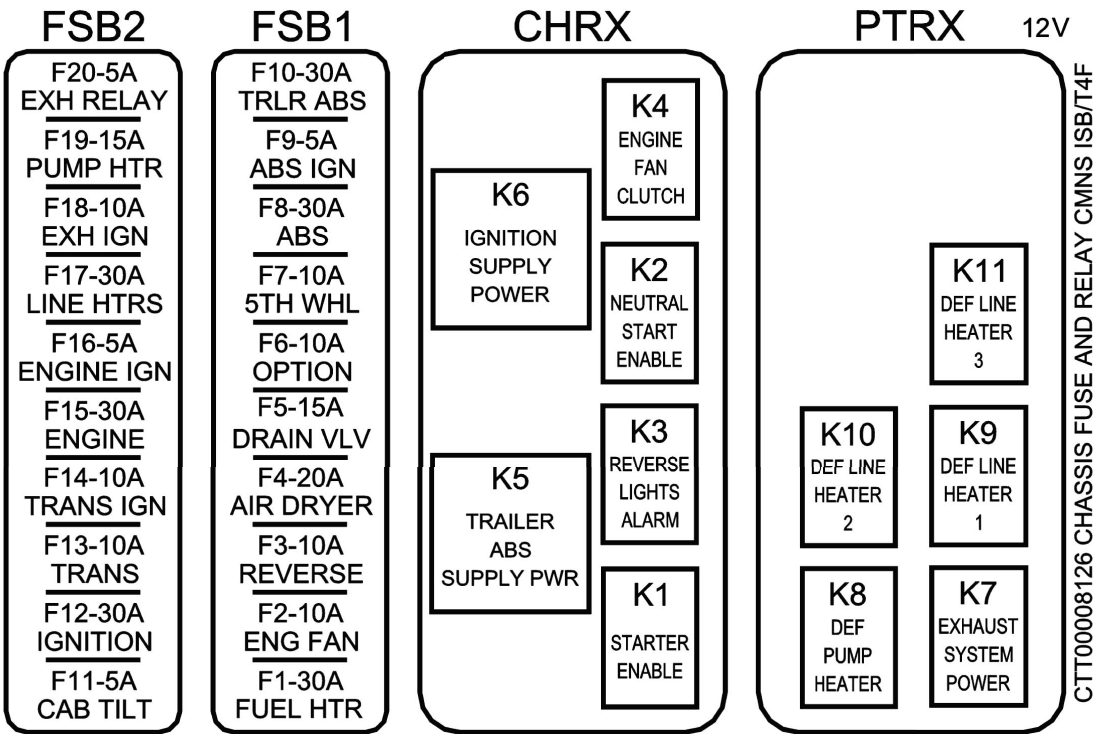 FSB2
F20-5A
EXH RELAY
F19-15A
PUMP HTR
F18-10A
EXH IGN
F17-30A
LINE HTRS
F16-5A
ENGINE IGN
F15-30A
ENGINE
F14-10A
TRANS IGN
F13-10A
TRANS
F12-30A
IGNITION
F11-5A
CAB TILT
FSB1
F10-30A
TRLR ABS
F9-5A
ABS IGN
F8-30A
ABS
F7-10A
5TH WHL
F6-10A
OPTION
F5-15A
DRAIN VLV
F4-20A
AIR DRYER
F3-10A
REVERSE
F2-10A
ENG FAN
F1-30A
FUEL HTR
CHRX
K6
IGNITION
SUPPLY
POWER
K5
TRAILER
ABS
SUPPLY PWR
K4
ENGINE
FAN
CLUTCH
K2
NEUTRAL
START
ENABLE
K3
REVERSE
LIGHTS
ALARM
K1
STARTER
ENABLE
PTRX
12V
K11
DEF LINE
HEATER
3
K10
DEF LINE
HEATER
2
K9
DEF LINE
HEATER
1
K8
DEF
PUMP
HEATER
K7
EXHAUST
SYSTEM
POWER
CTT00008126 CHASSIS FUSE AND RELAY CMNS ISB/T4F